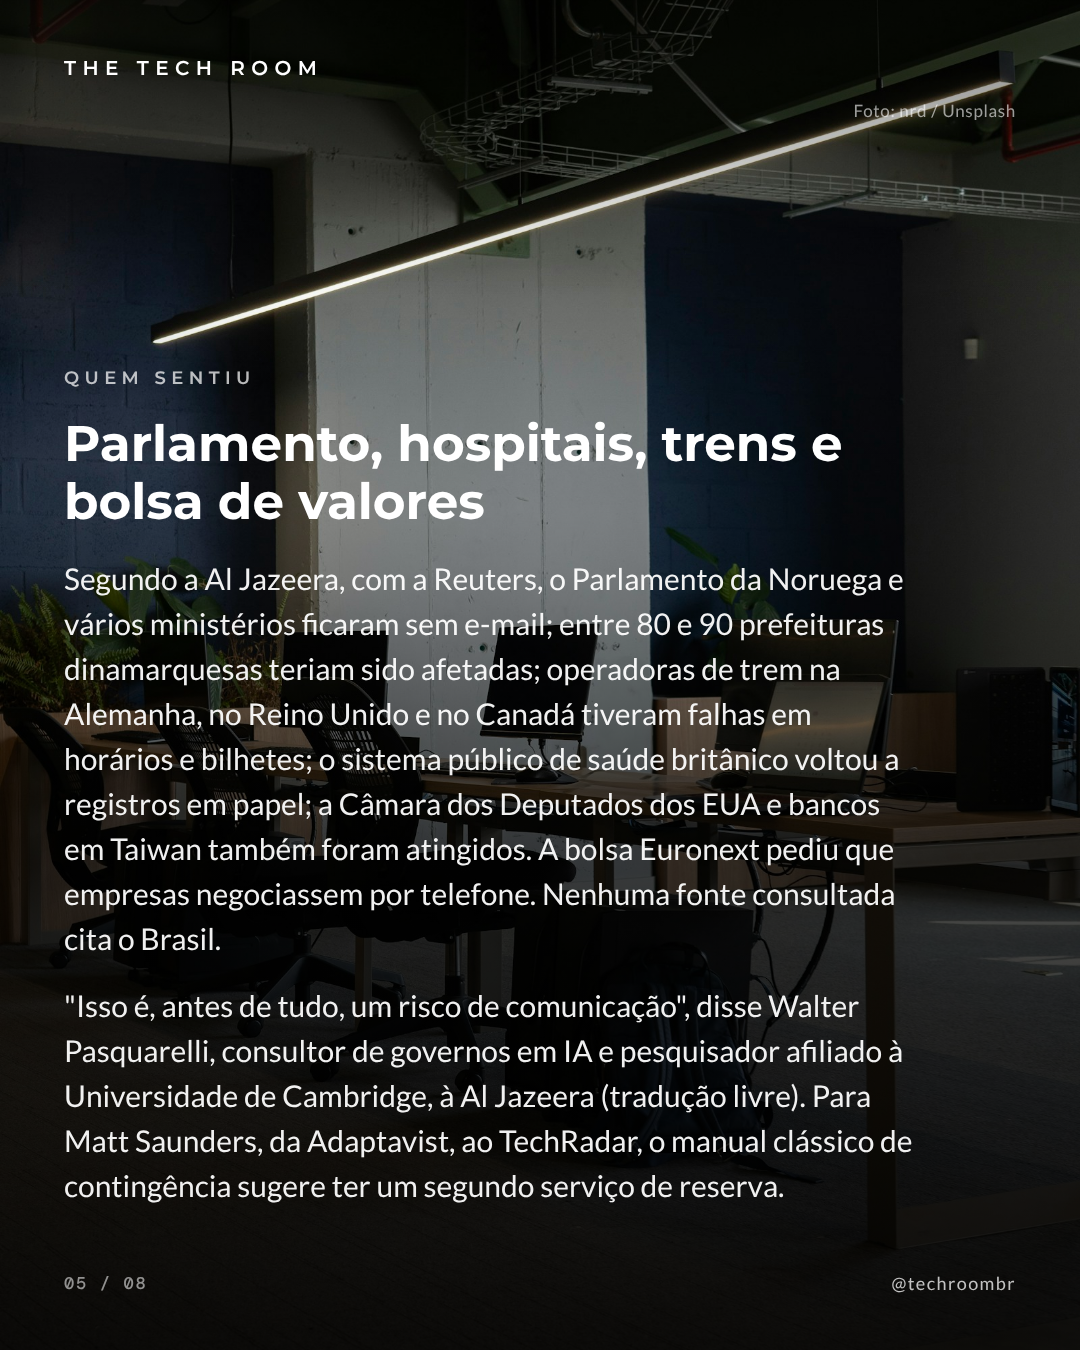 THE TECH ROOM
Foto: nrd / Unsplash
QUEM SENTIU
Parlamento, hospitais, trens e
bolsa de valores
Segundo a Al Jazeera, com a Reuters, o Parlamento da Noruega e
vários ministérios ficaram sem e-mail; entre 80 e 90 prefeituras
dinamarquesas teriam sido afetadas; operadoras de trem na
Alemanha, no Reino Unido e no Canadá tiveram falhas em
horários e bilhetes; o sistema público de saúde britânico voltou a
registros em papel; a Câmara dos Deputados dos EUA e bancos
em Taiwan também foram atingidos. A bolsa Euronext pediu que
empresas negociassem por telefone. Nenhuma fonte consultada
cita o Brasil.
"Isso é, antes de tudo, um risco de comunicação", disse Walter
Pasquarelli, consultor de governos em IA e pesquisador afiliado à
Universidade de Cambridge, à Al Jazeera (tradução livre). Para
Matt Saunders, da Adaptavist, ao TechRadar, o manual clássico de
contingência sugere ter um segundo serviço de reserva.
05 / 08
@techroombr